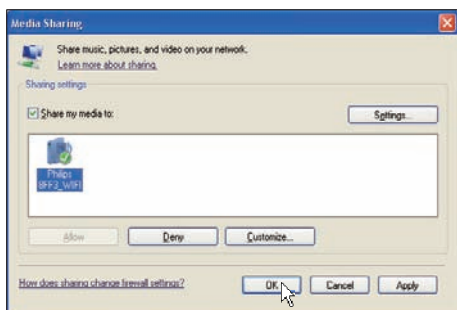 Media Sharing
Share music, pictures, and video on your network.
Learn more about sharing.
Sharing settings
Share my media to:
Settings...
Philips
8FF3_WIFI
Allow
Deny
Customize...
How does sharing change firewall settings?
OK
Cancel
Apply